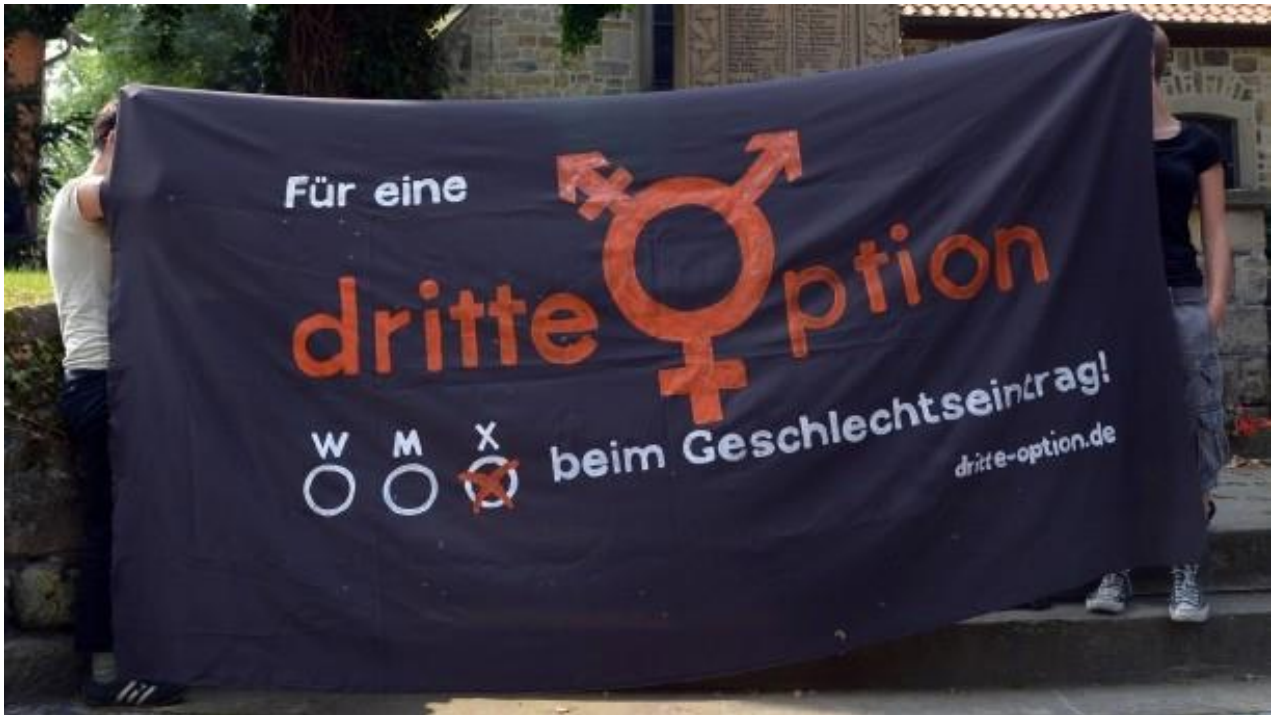 Für eine
dritte Option
W M X
beim Geschlechtseintrag!
dritte-option.de